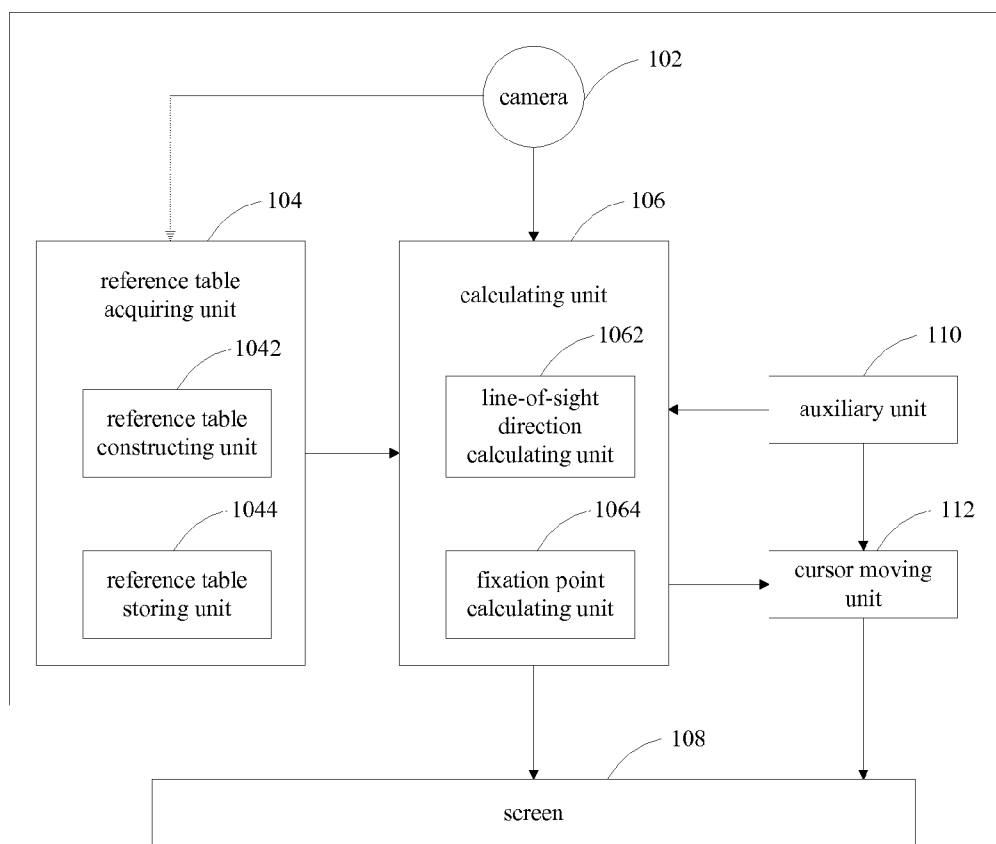 102
camera
104
106
reference table
acquiring unit
calculating unit
1042
1062
110
reference table
constructing unit
line-of-sight
direction
calculating unit
auxiliary unit
1044
1064
112
reference table
storing unit
fixation point
calculating unit
cursor moving
unit
108
screen